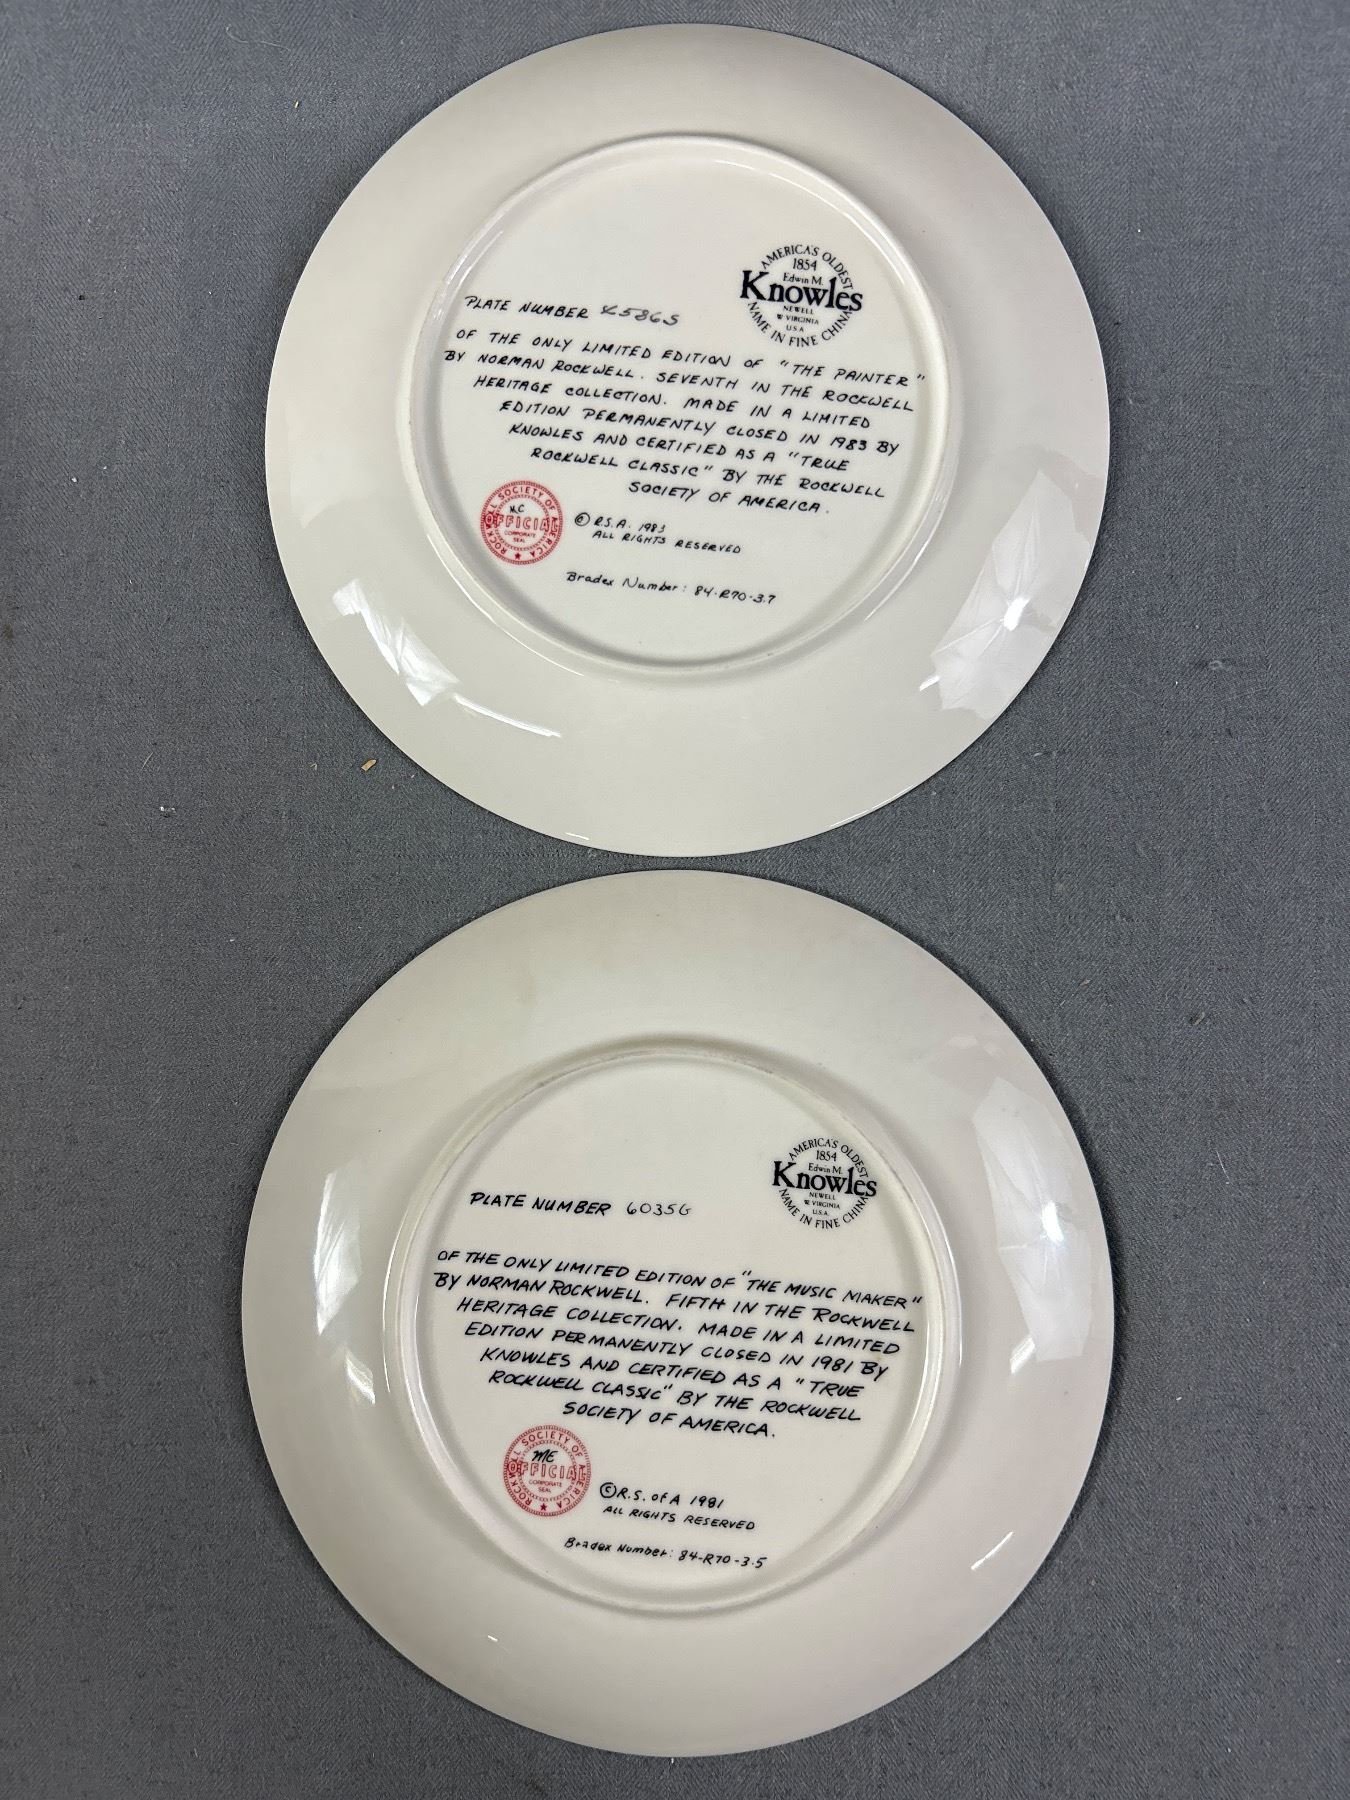 AMERICA'S OLDEST
1854
Edwin M.
Knowles
NEWELL
W VIRGINIA
U.S.A
NAME IN FINE CHINA
PLATE NUMBER
OF THE ONLY LIMITED EDITION OF "THE PAINTER"
BY NORMAN ROCKWELL. SEVENTH IN THE ROCKWELL
HERITAGE COLLECTION. MADE IN A LIMITED
EDITION PERMANENTLY CLOSED IN 1983 BY
KNOWLES AND CERTIFIED AS A "TRUE
ROCKWELL CLASSIC" BY THE ROCKWELL
SOCIETY OF AMERICA.
ROCKWELL SOCIETY OF AMERICA
OFFICIAL
CORPORATE
SEAL
© R.S.A. 1983
ALL RIGHTS RESERVED
Bradex Number: 84-R70-3.7
AMERICA'S OLDEST
1854
Edwin M.
Knowles
NEWELL
W VIRGINIA
U.S.A.
NAME IN FINE CHINA
PLATE NUMBER 6035G
OF THE ONLY LIMITED EDITION OF "THE MUSIC MAKER"
BY NORMAN ROCKWELL. FIFTH IN THE ROCKWELL
HERITAGE COLLECTION. MADE IN A LIMITED
EDITION PERMANENTLY CLOSED IN 1981 BY
KNOWLES AND CERTIFIED AS A "TRUE
ROCKWELL CLASSIC" BY THE ROCKWELL
SOCIETY OF AMERICA.
ROCKWELL SOCIETY OF AMERICA
ME
OFFICIAL
CORPORATE
SEAL
© R.S. of A 1981
ALL RIGHTS RESERVED
Bradex Number: 84-R70-3.5